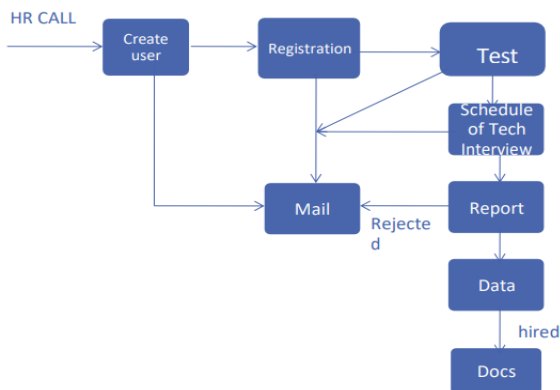 HR CALL
Create
user
Registration
Test
Schedule
of Tech
Interview
Mail
Rejecte
d
Report
Data
hired
Docs